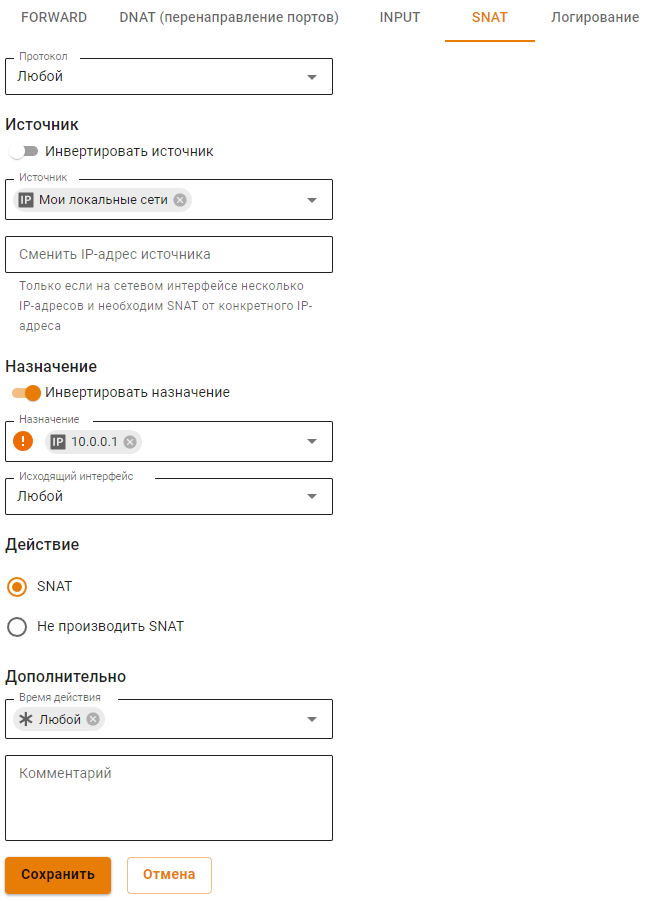 FORWARD DNAT (перенаправление портов) INPUT SNAT Логирование
Протокол
Любой
Источник
Инвертировать источник
Источник
IP Мои локальные сети
Сменить IP-адрес источника
Только если на сетевом интерфейсе несколько
IP-адресов и необходим SNAT от конкретного IP-
адреса
Назначение
Инвертировать назначение
Назначение
! IP 10.0.0.1
Исходящий интерфейс
Любой
Действие
SNAT
Не производить SNAT
Дополнительно
Время действия
Любой
Комментарий
Сохранить Отмена